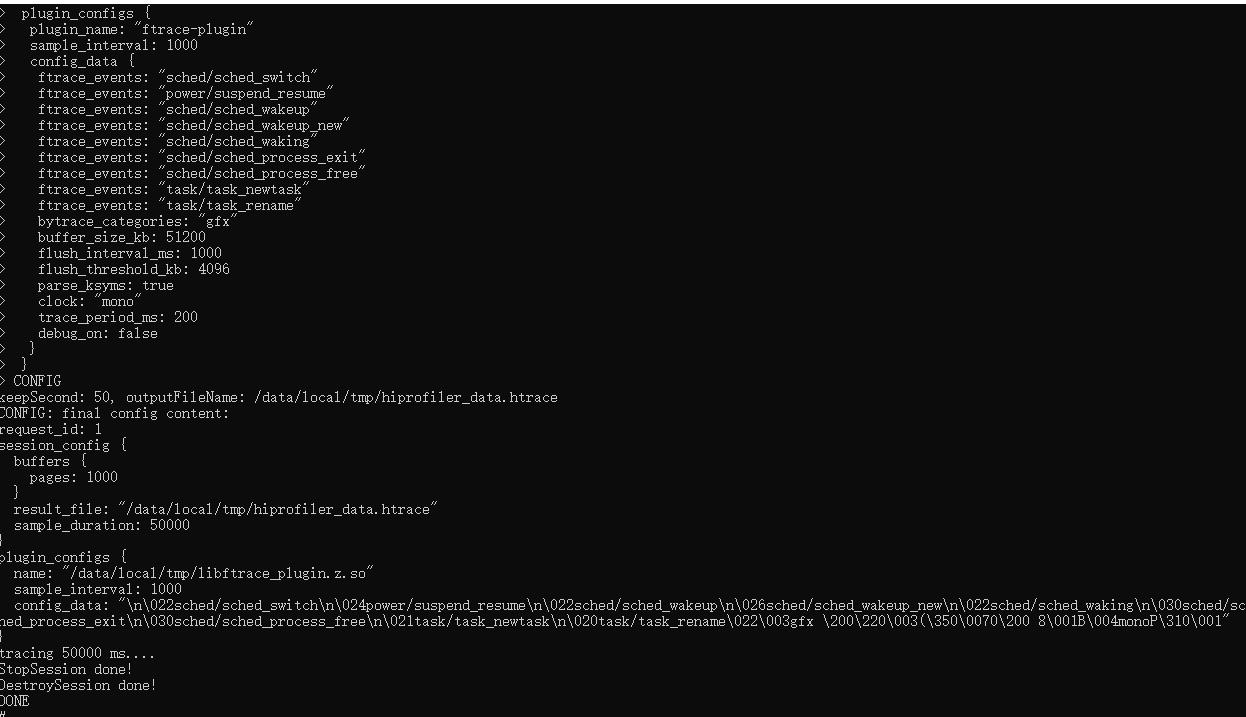 >  plugin_configs {
>   plugin_name: "ftrace-plugin"
>   sample_interval: 1000
>   config_data {
>    ftrace_events: "sched/sched_switch"
>    ftrace_events: "power/suspend_resume"
>    ftrace_events: "sched/sched_wakeup"
>    ftrace_events: "sched/sched_wakeup_new"
>    ftrace_events: "sched/sched_waking"
>    ftrace_events: "sched/sched_process_exit"
>    ftrace_events: "sched/sched_process_free"
>    ftrace_events: "task/task_newtask"
>    ftrace_events: "task/task_rename"
>    bytrace_categories: "gfx"
>    buffer_size_kb: 51200
>    flush_interval_ms: 1000
>    flush_threshold_kb: 4096
>    parse_ksyms: true
>    clock: "mono"
>    trace_period_ms: 200
>    debug_on: false
>   }
>  }
> CONFIG
keepSecond: 50, outputFileName: /data/local/tmp/hiprofiler_data.htrace
CONFIG: final config content:
request_id: 1
session_config {
  buffers {
    pages: 1000
  }
  result_file: "/data/local/tmp/hiprofiler_data.htrace"
  sample_duration: 50000
}
plugin_configs {
  name: "/data/local/tmp/libftrace_plugin.z.so"
  sample_interval: 1000
  config_data: "\n\022sched/sched_switch\n\024power/suspend_resume\n\022sched/sched_wakeup\n\026sched/sched_wakeup_new\n\022sched/sched_waking\n\030sched/sc
hed_process_exit\n\030sched/sched_process_free\n\021task/task_newtask\n\020task/task_rename\022\003gfx \200\220\003(\350\0070\200 8\001B\004monoP\310\001"
}
tracing 50000 ms....
StopSession done!
DestroySession done!
DONE
#